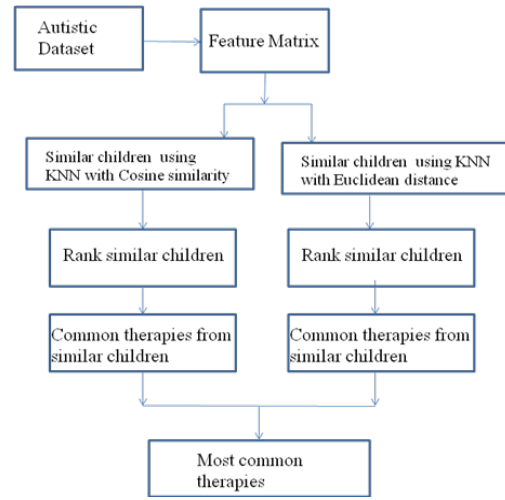 Autistic
Dataset
Feature Matrix
Similar children using
KNN with Cosine similarity
Similar children using KNN
with Euclidean distance
Rank similar children
Rank similar children
Common therapies from
similar children
Common therapies from
similar children
Most common
therapies